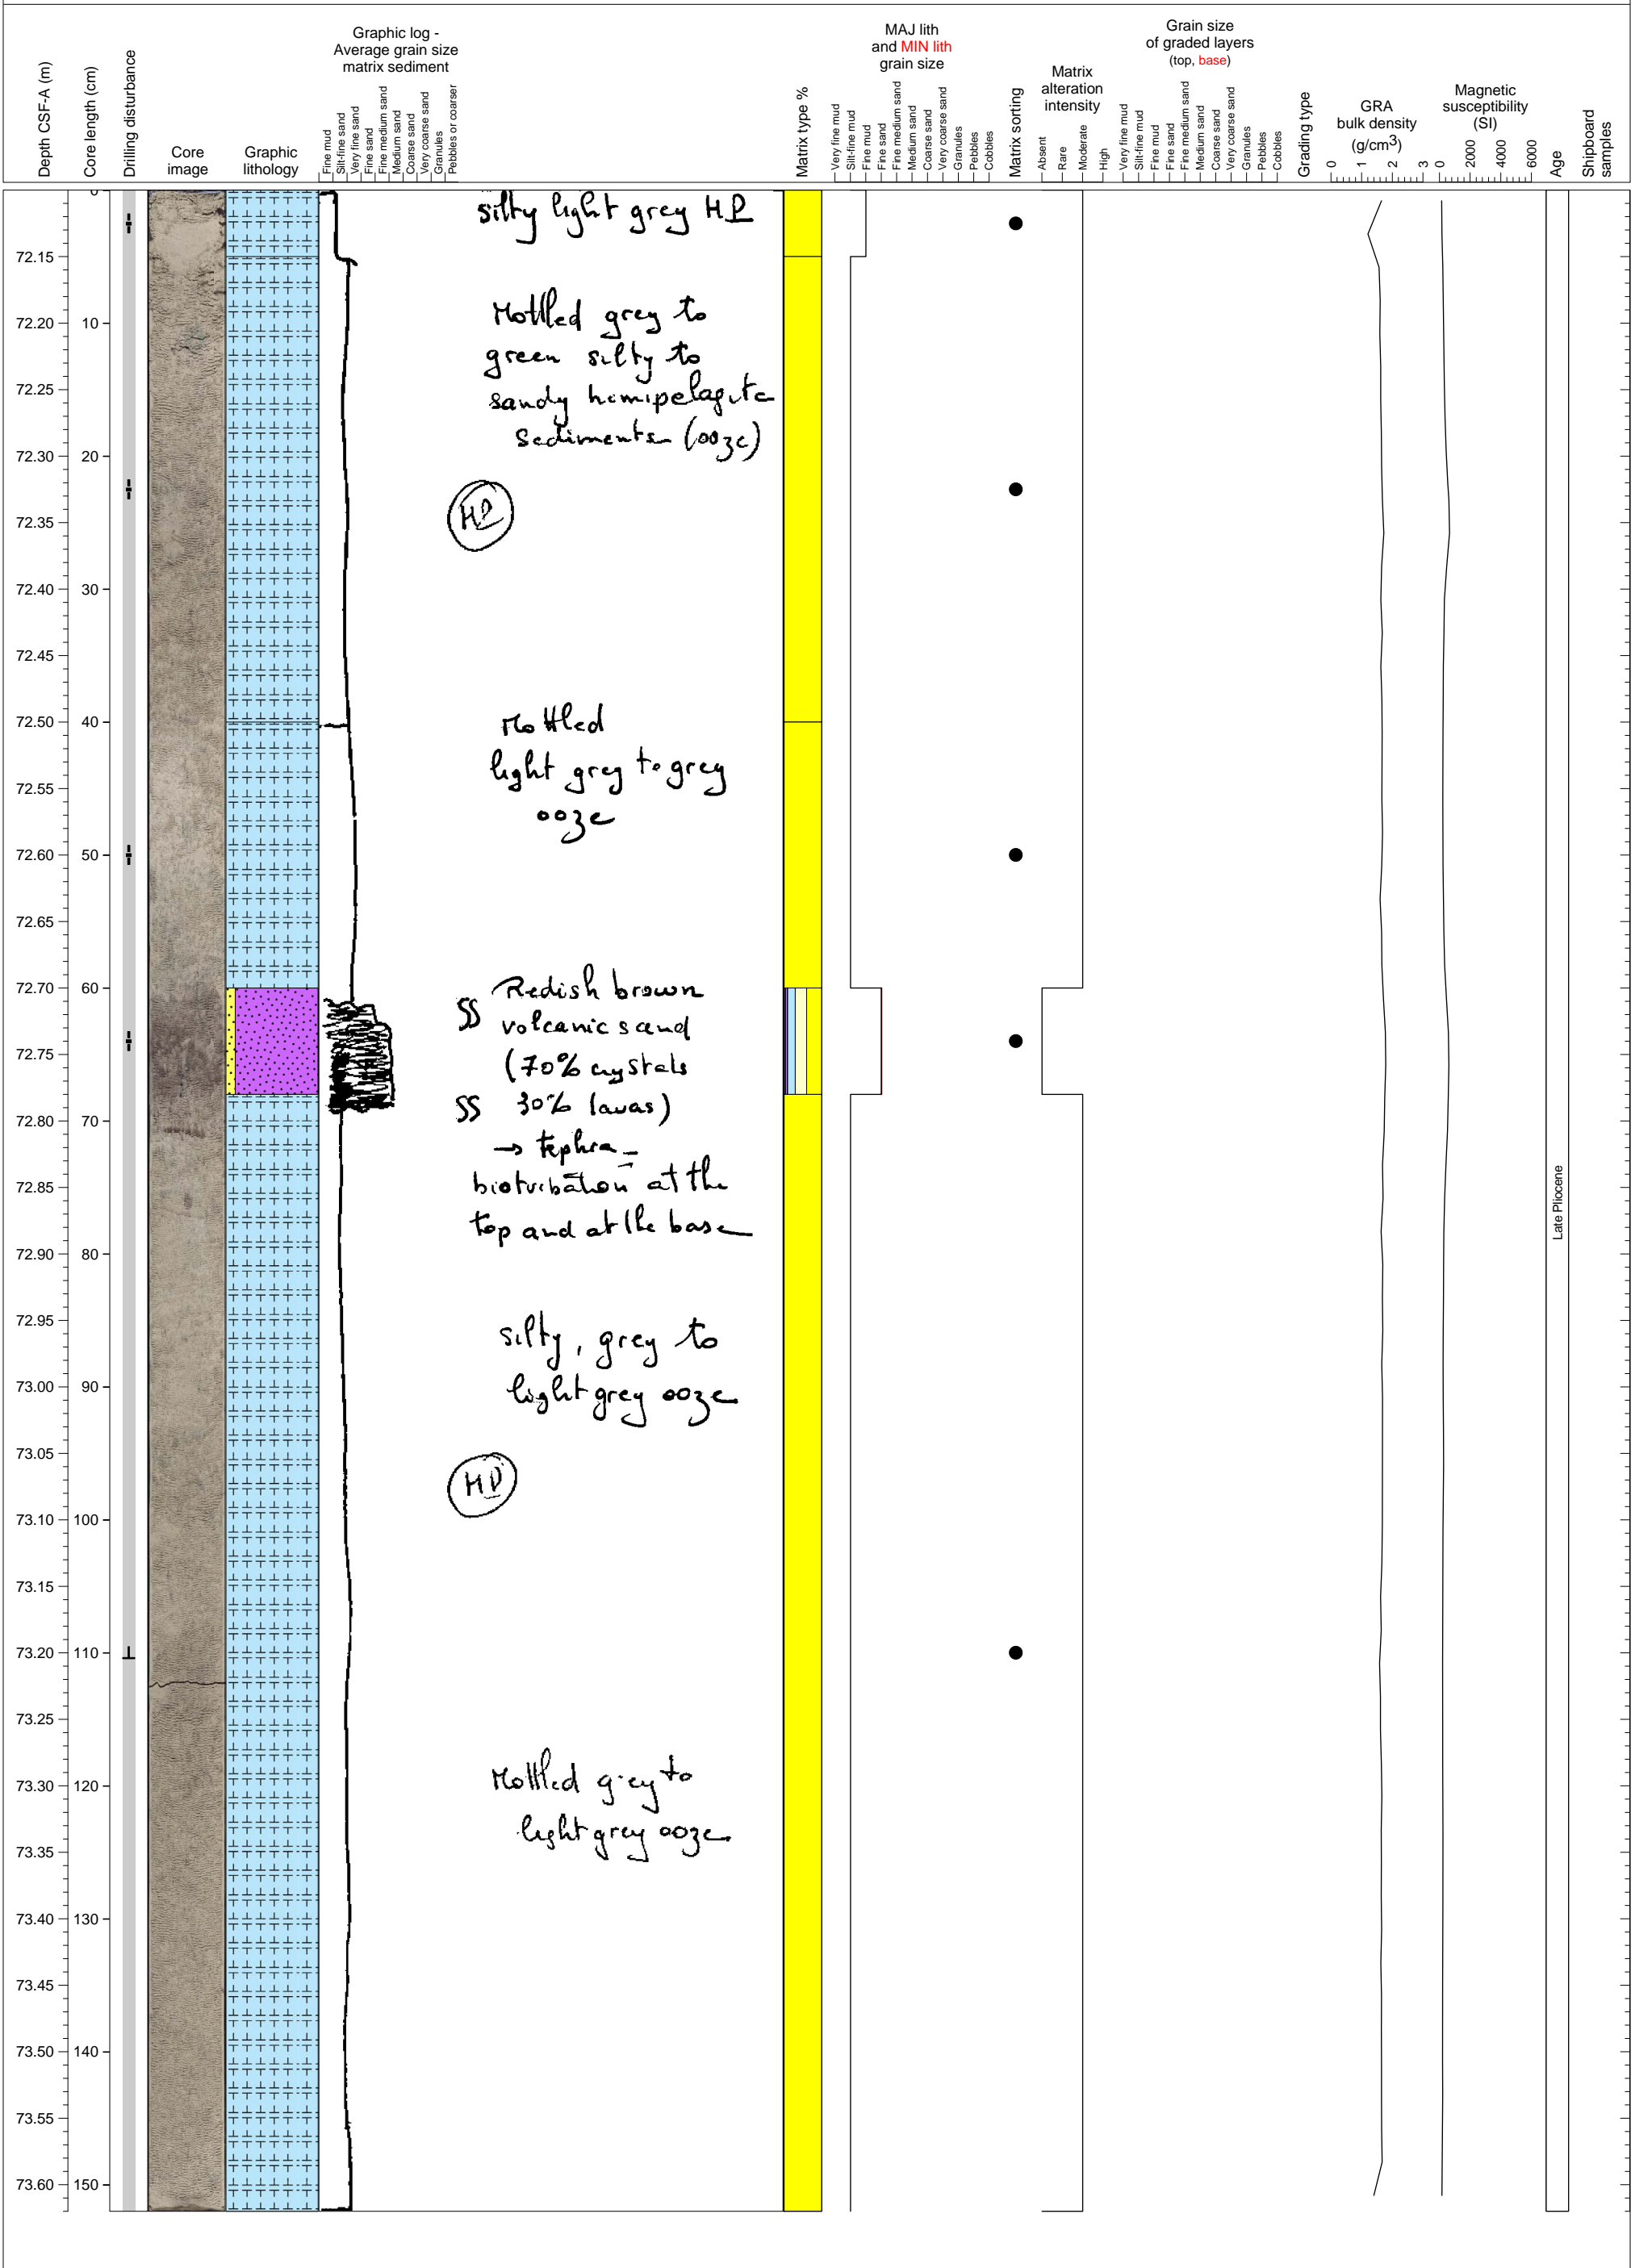 Depth CSF-A (m)
Core length (cm)
Drilling disturbance
Core
image
Graphic
lithology
Graphic log -
Average grain size
matrix sediment
Fine mud
Silt-fine sand
Very fine sand
Fine sand
Fine medium sand
Medium sand
Coarse sand
Very coarse sand
Granules
Pebbles or coarser
Matrix type %
MAJ lith
and MIN lith
grain size
Very fine mud
Silt-fine mud
Fine mud
Fine sand
Fine medium sand
Medium sand
Coarse sand
Very coarse sand
Granules
Pebbles
Cobbles
Matrix sorting
Matrix
alteration
intensity
Absent
Rare
Moderate
High
Grain size
of graded layers
(top, base)
Very fine mud
Silt-fine mud
Fine mud
Fine sand
Fine medium sand
Medium sand
Coarse sand
Very coarse sand
Granules
Pebbles
Cobbles
Grading type
GRA
bulk density
(g/cm3)
0 1 2 3
Magnetic
susceptibility
(SI)
0 2000 4000 6000
Age
Shipboard
samples
0
silty light grey HP
72.15
72.20 10
Mottled grey to
green silty to
sandy hemipelagite
Sediments (ooze)
72.25
72.30 20
HP
72.35
72.40 30
72.45
72.50 40
Mottled
light grey to grey
ooze
72.55
72.60 50
72.65
72.70 60
SS Redish brown
volcanic sand
(70% crystals
SS 30% lavas)
→ tephra
bioturbation at the
top and at the base
72.75
72.80 70
72.85
Late Pliocene
72.90 80
72.95
silty, grey to
light grey ooze
73.00 90
73.05
HP
73.10 100
73.15
73.20 110
73.25
73.30 120
Mottled grey to
light grey ooze
73.35
73.40 130
73.45
73.50 140
73.55
73.60 150